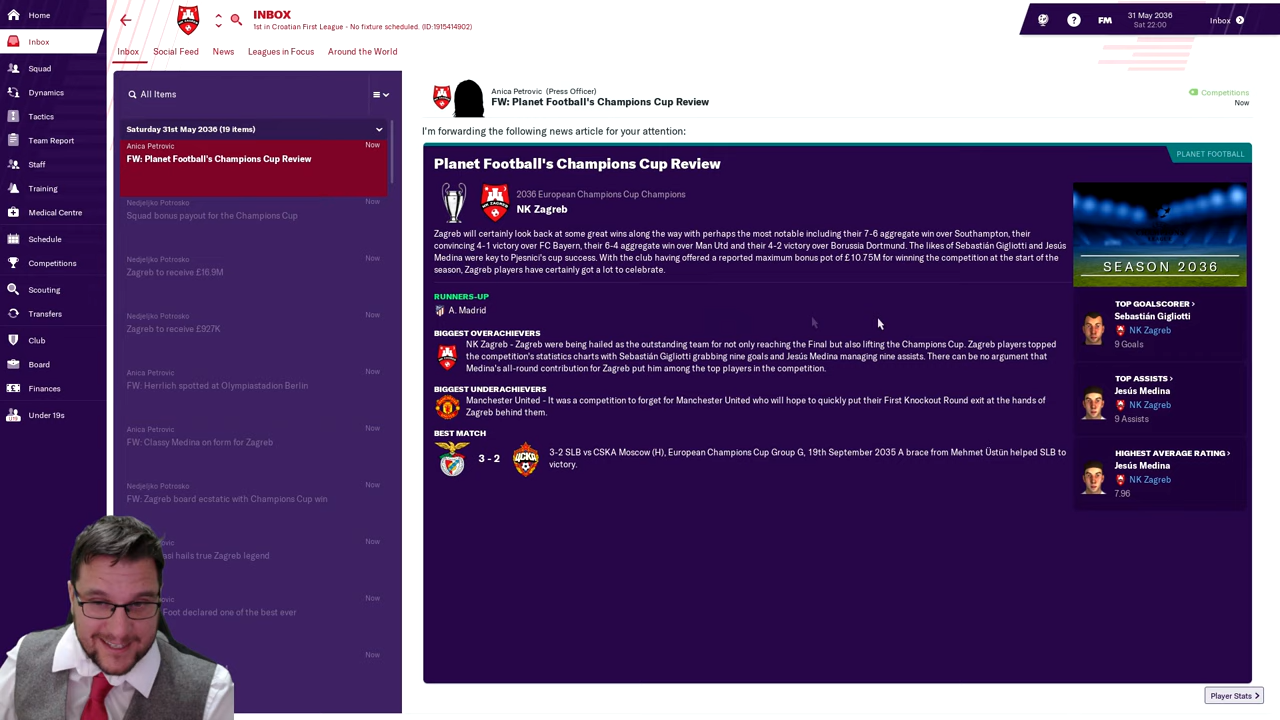 Home
Inbox
Squad
Dynamics
Tactics
Team Report
Staff
Training
Medical Centre
Schedule
Competitions
Scouting
Transfers
Club
Board
Finances
Under 19s
INBOX
1st in Croatian First League - No fixture scheduled. (ID:1915414902)
Inbox Social Feed News Leagues in Focus Around the World
FM
31 May 2036
Sat 22:00
Inbox
All Items
Saturday 31st May 2036 (19 items)
Anica Petrovic Now
FW: Planet Football's Champions Cup Review
Nedjeljko Potrosko Now
Squad bonus payout for the Champions Cup
Nedjeljko Potrosko Now
Zagreb to receive £16.9M
Nedjeljko Potrosko Now
Zagreb to receive £927K
Anica Petrovic Now
FW: Herrlich spotted at Olympiastadion Berlin
Anica Petrovic Now
FW: Classy Medina on form for Zagreb
Nedjeljko Potrosko Now
FW: Zagreb board ecstatic with Champions Cup win
Now
hails true Zagreb legend
Now
Foot declared one of the best ever
Now
Anica Petrovic (Press Officer)
FW: Planet Football's Champions Cup Review
Competitions
Now
I'm forwarding the following news article for your attention:
Planet Football's Champions Cup Review
PLANET FOOTBALL
NK ZAGREB
2036 European Champions Cup Champions
NK Zagreb
Zagreb will certainly look back at some great wins along the way with perhaps the most notable including their 7-6 aggregate win over Southampton, their
convincing 4-1 victory over FC Bayern, their 6-4 aggregate win over Man Utd and their 4-2 victory over Borussia Dortmund. The likes of Sebastián Gigliotti and Jesús
Medina were key to Pjesnici's cup success. With the club having offered a reported maximum bonus pot of £10.75M for winning the competition at the start of the
season, Zagreb players have certainly got a lot to celebrate.
RUNNERS-UP
A. Madrid
BIGGEST OVERACHIEVERS
NK Zagreb - Zagreb were being hailed as the outstanding team for not only reaching the Final but also lifting the Champions Cup. Zagreb players topped
the competition's statistics charts with Sebastián Gigliotti grabbing nine goals and Jesús Medina managing nine assists. There can be no argument that
Medina's all-round contribution for Zagreb put him among the top players in the competition.
BIGGEST UNDERACHIEVERS
Manchester United - It was a competition to forget for Manchester United who will hope to quickly put their First Knockout Round exit at the hands of
Zagreb behind them.
BEST MATCH
3 - 2
3-2 SLB vs CSKA Moscow (H), European Champions Cup Group G, 19th September 2035 A brace from Mehmet Üstün helped SLB to
victory.
SEASON 2036
TOP GOALSCORER >
Sebastián Gigliotti
NK Zagreb
9 Goals
TOP ASSISTS >
Jesús Medina
NK Zagreb
9 Assists
HIGHEST AVERAGE RATING >
Jesús Medina
NK Zagreb
7.96
Player Stats >